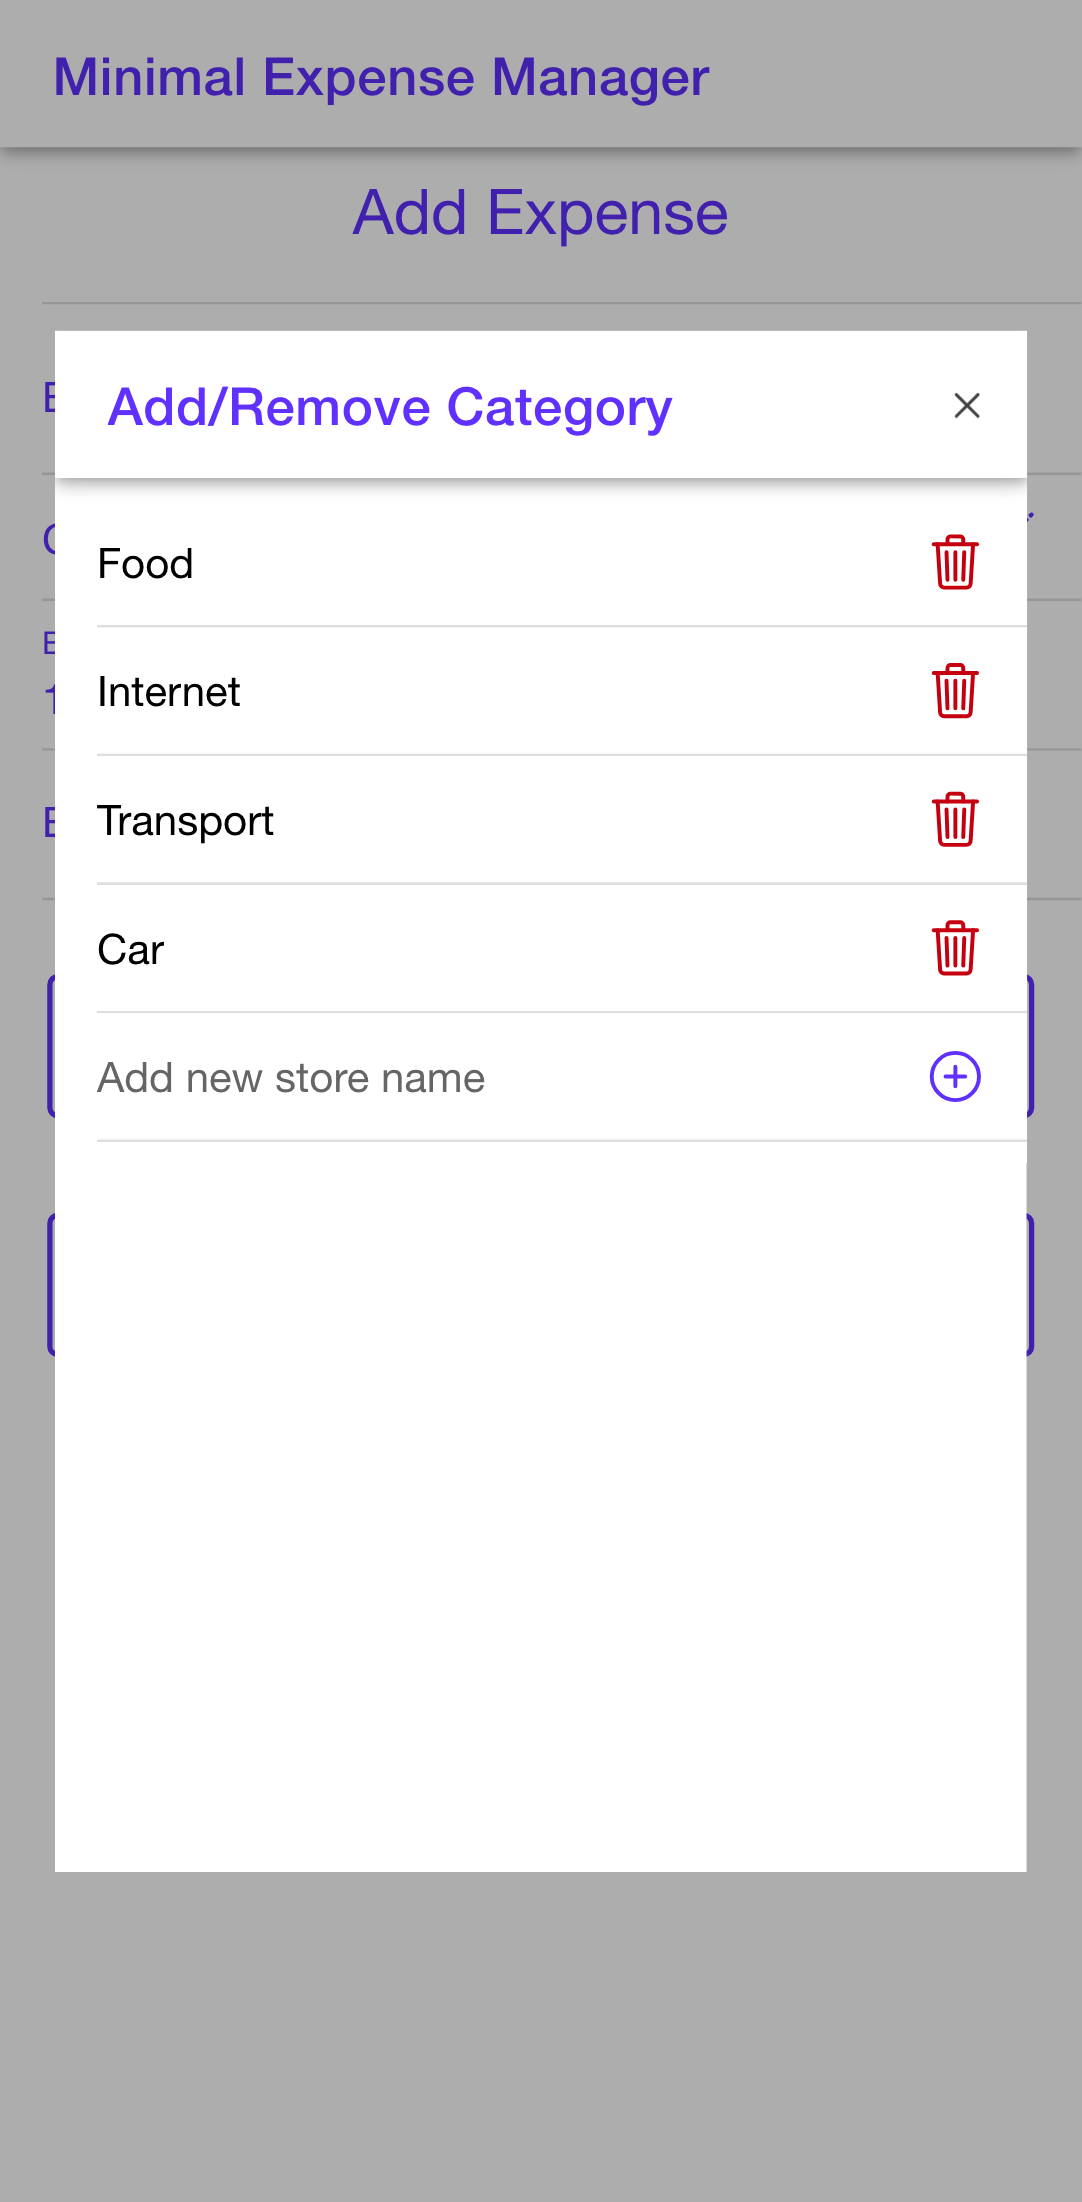 Minimal Expense Manager
Add Expense
Add/Remove Category
Food
Internet
Transport
Car
Add new store name